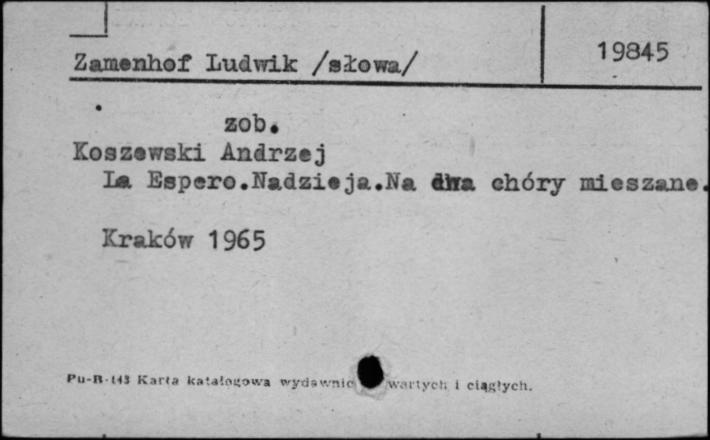 Zamenhof Ludwik /słowa/
19845
zob.
Koszewski Andrzej
La Espero.Nadzieja.Na dwa chóry mieszane.
Kraków 1965
Pu-B-143 Karta katalogowa wydawnic wartych i ciągłych.